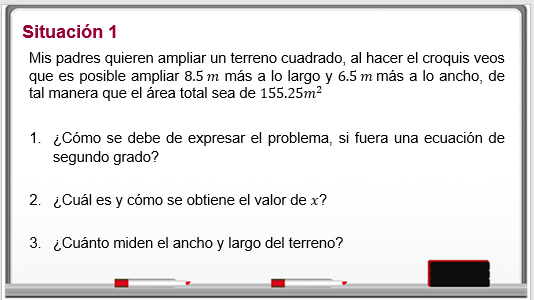 Situación 1
Mis padres quieren ampliar un terreno cuadrado, al hacer el croquis veos
que es posible ampliar 8.5 m más a lo largo y 6.5 m más a lo ancho, de
tal manera que el área total sea de 155.25m²
1. ¿Cómo se debe de expresar el problema, si fuera una ecuación de
segundo grado?
2. ¿Cuál es y cómo se obtiene el valor de x?
3. ¿Cuánto miden el ancho y largo del terreno?